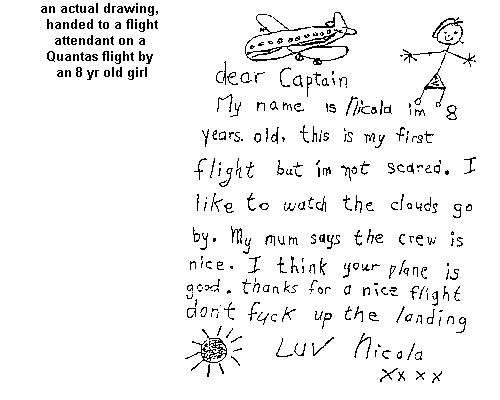 an actual drawing,
handed to a flight
attendant on a
Quantas flight by
an 8 yr old girl
dear Captain
My name is Nicola im 8
years. old, this is my first
flight but im not scared. I
like to watch the clouds go
by. My mum says the crew is
nice. I think your plane is
good. thanks for a nice flight
don't fuck up the landing
LUV Nicola
xxxx